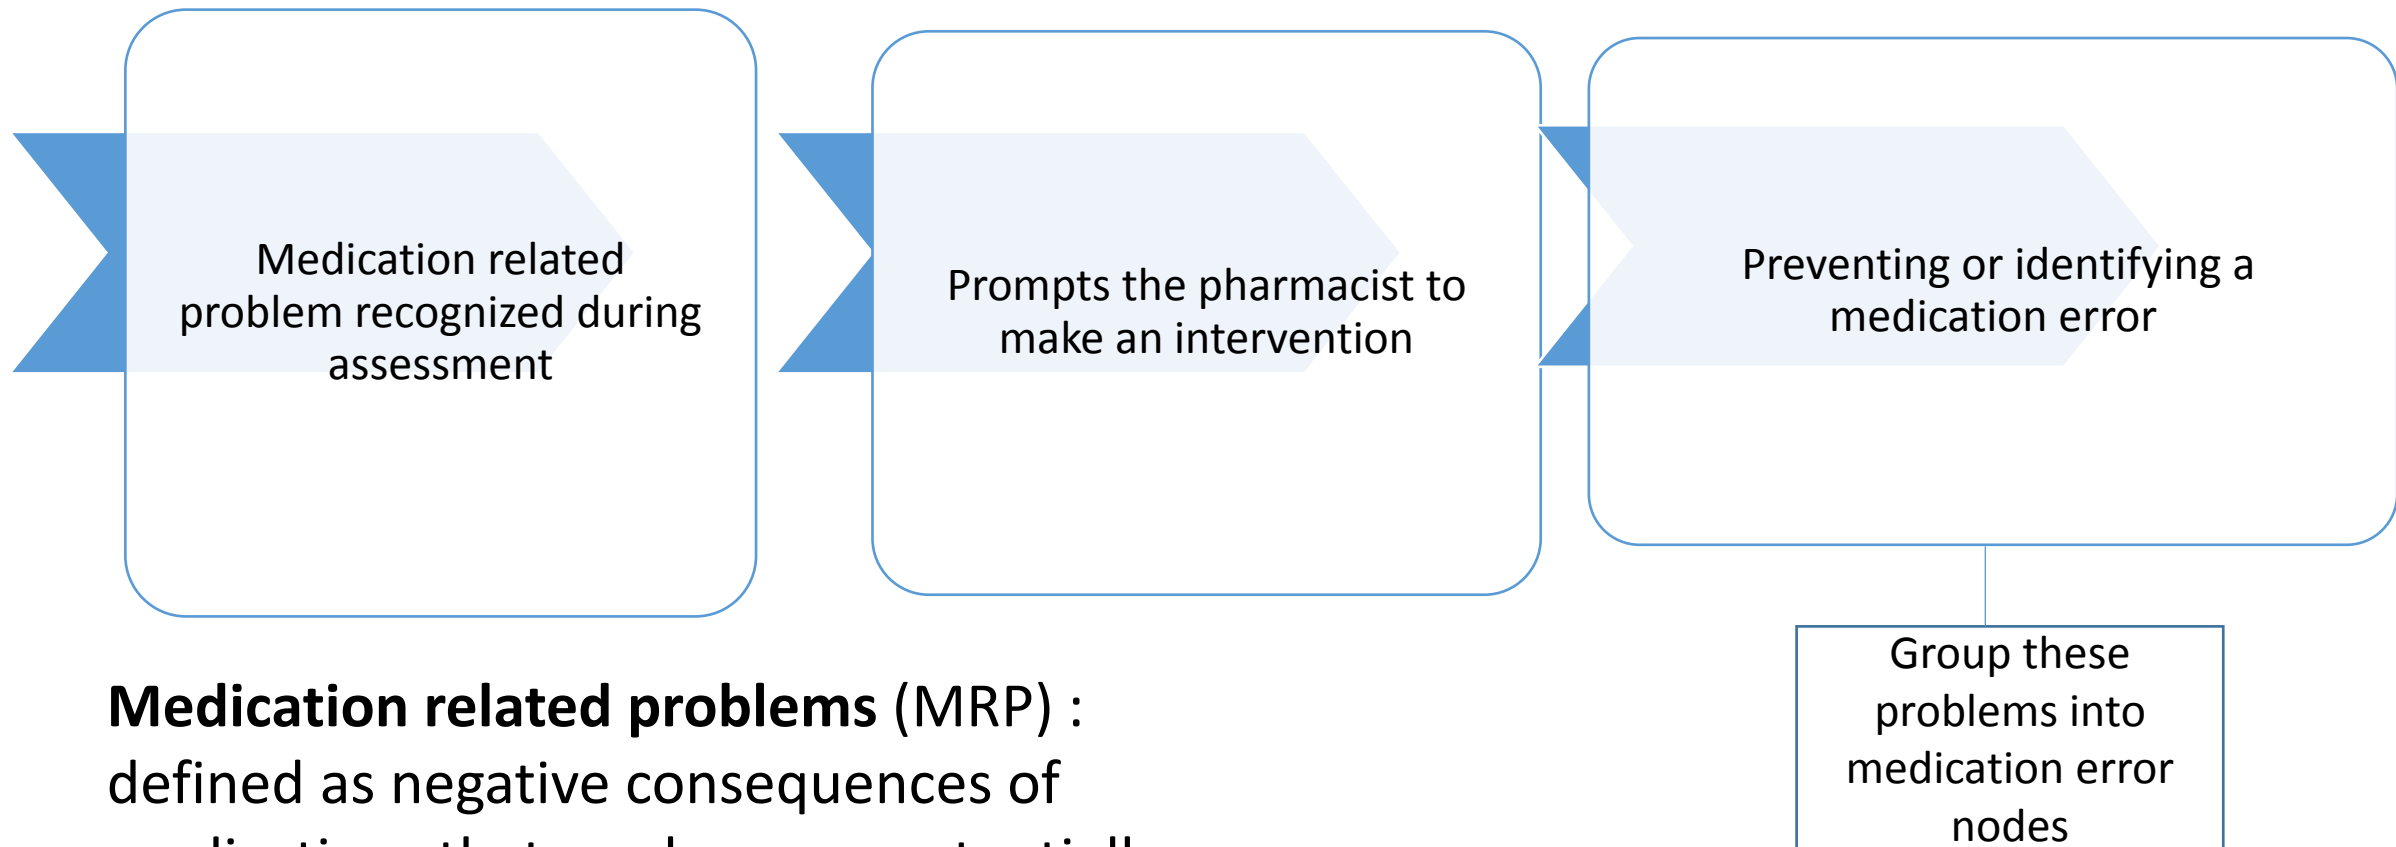 Medication related
problem recognized during
assessment
Prompts the pharmacist to
make an intervention
Preventing or identifying a
medication error
Group these
problems into
medication error
nodes
Medication related problems (MRP) :
defined as negative consequences of